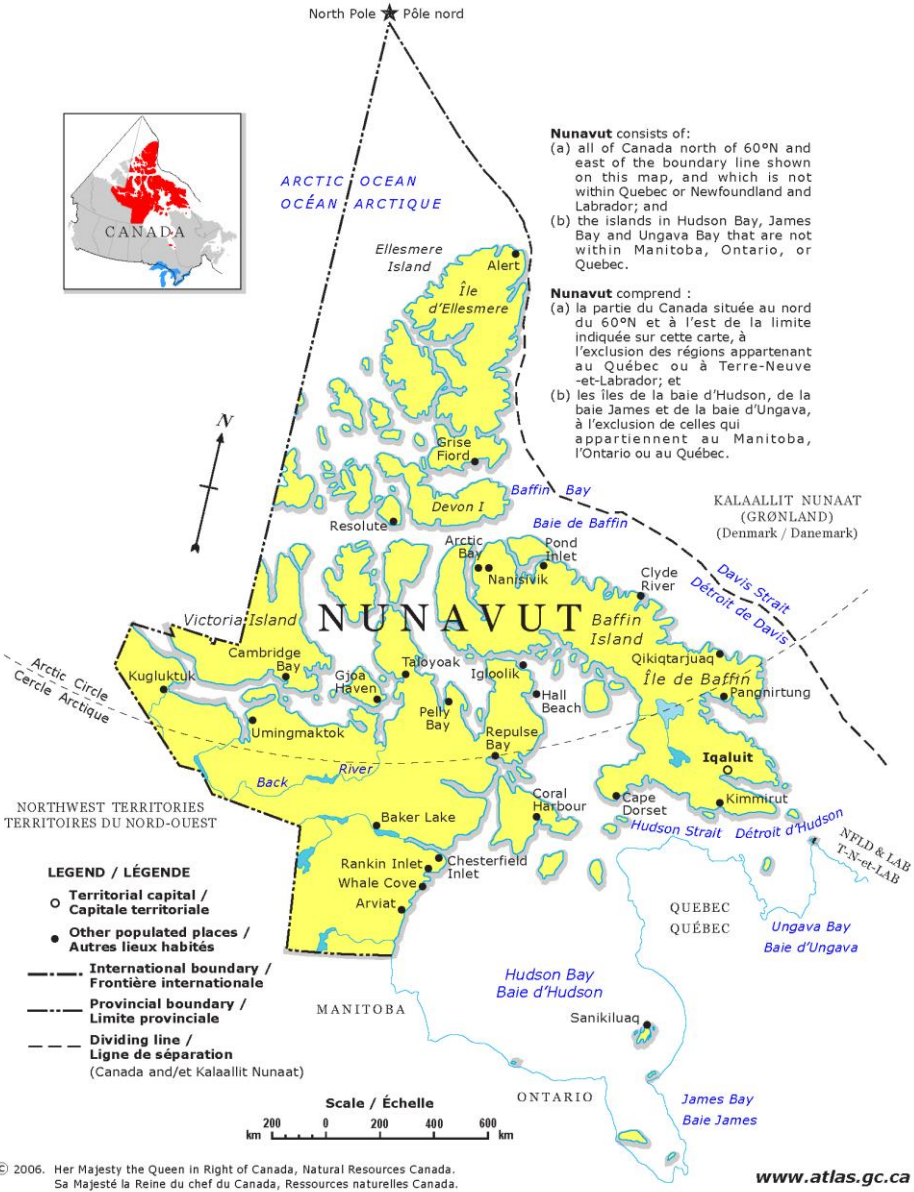 North Pole ★ Pôle nord
CANADA
ARCTIC OCEAN
OCÉAN ARCTIQUE
Nunavut consists of:
(a) all of Canada north of 60°N and
east of the boundary line shown
on this map, and which is not
within Quebec or Newfoundland and
Labrador; and
(b) the islands in Hudson Bay, James
Bay and Ungava Bay that are not
within Manitoba, Ontario, or
Quebec.
Nunavut comprend :
(a) la partie du Canada située au nord
du 60°N et à l'est de la limite
indiquée sur cette carte, à
l'exclusion des régions appartenant
au Québec ou à Terre-Neuve
-et-Labrador; et
(b) les îles de la baie d'Hudson, de la
baie James et de la baie d'Ungava,
à l'exclusion de celles qui
appartiennent au Manitoba,
l'Ontario ou au Québec.
Ellesmere
Island
Alert
Île
d'Ellesmere
N
Grise
Fiord
Devon I
Resolute
Baffin Bay
Baie de Baffin
KALAALLIT NUNAAT
(GRØNLAND)
(Denmark / Danemark)
Arctic
Bay
Nanisivik
Pond
Inlet
Clyde
River
Davis Strait
Détroit de Davis
NUNAVUT
Victoria Island
Baffin
Island
Cambridge
Bay
Arctic Circle
Cercle Arctique
Kugluktuk
Gjoa
Haven
Taloyoak
Igloolik
Qikiqtarjuaq
Île de Baffin
Pangnirtung
Hall
Beach
Pelly
Bay
Umingmaktok
Repulse
Bay
Iqaluit
Back River
Coral
Harbour
Cape
Dorset
Kimmirut
NORTHWEST TERRITORIES
TERRITOIRES DU NORD-OUEST
Baker Lake
Hudson Strait Détroit d'Hudson
NFLD & LAB
T-N-et-LAB
Rankin Inlet
Chesterfield
Inlet
Whale Cove
Arviat
QUEBEC
QUÉBEC
Ungava Bay
Baie d'Ungava
LEGEND / LÉGENDE
Territorial capital /
Capitale territoriale
Other populated places /
Autres lieux habités
International boundary /
Frontière internationale
Provincial boundary /
Limite provinciale
Dividing line /
Ligne de séparation
(Canada and/et Kalaallit Nunaat)
Hudson Bay
Baie d'Hudson
MANITOBA
Sanikiluaq
ONTARIO
James Bay
Baie James
Scale / Échelle
km 200 0 200 400 600 km
© 2006. Her Majesty the Queen in Right of Canada, Natural Resources Canada.
Sa Majesté la Reine du chef du Canada, Ressources naturelles Canada.
www.atlas.gc.ca